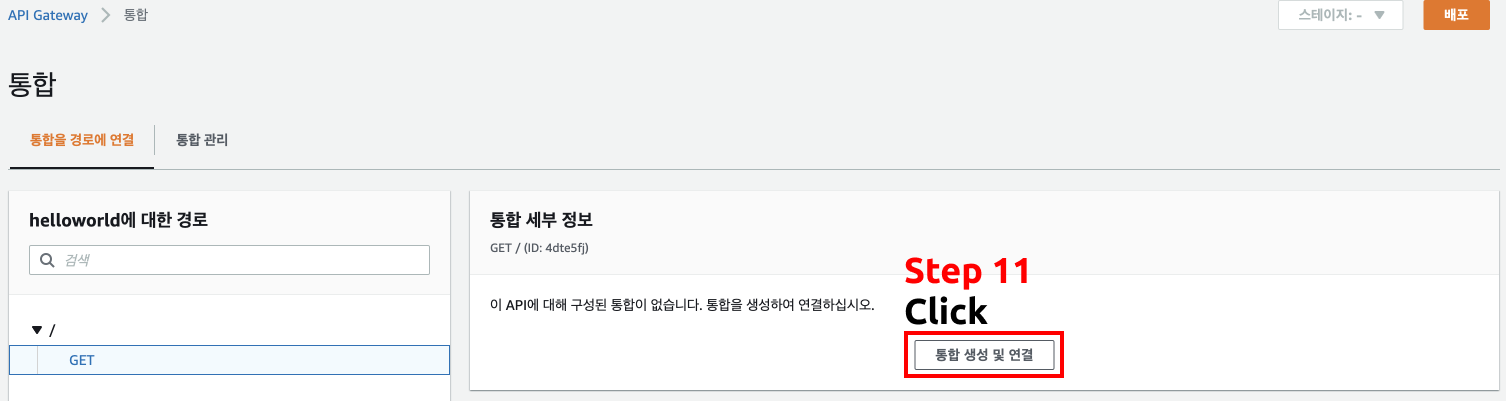 API Gateway > 통합
스테이지: - ▼
배포
통합
통합을 경로에 연결
통합 관리
helloworld에 대한 경로
검색
▼ /
GET
통합 세부 정보
GET / (ID: 4dte5fj)
이 API에 대해 구성된 통합이 없습니다. 통합을 생성하여 연결하십시오.
Step 11
Click
통합 생성 및 연결